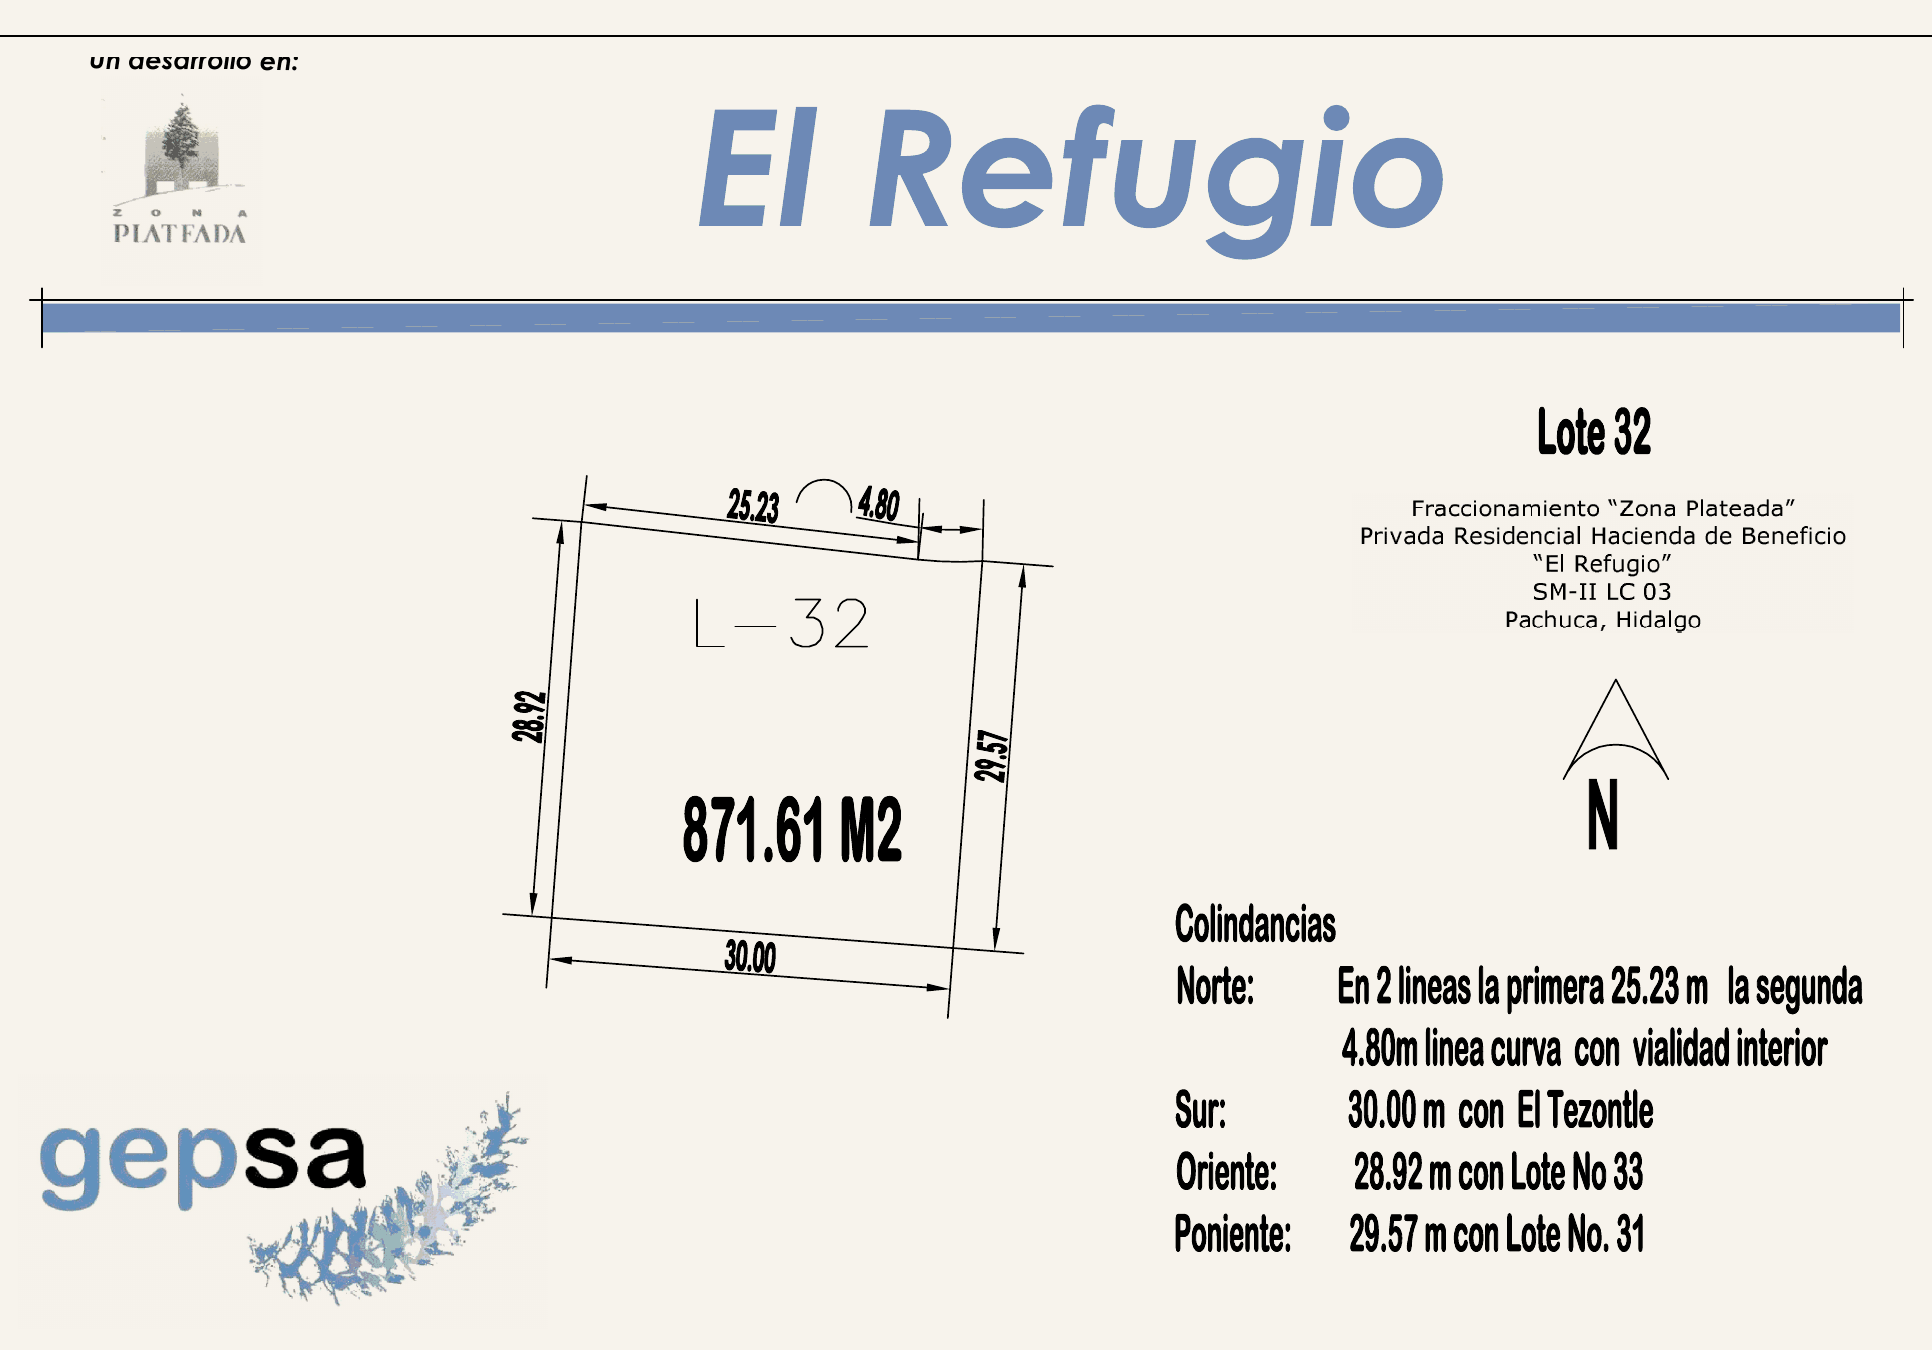 Un desarrollo en:
ZONA
PLATEADA
El Refugio
Lote 32
Fraccionamiento “Zona Plateada”
Privada Residencial Hacienda de Beneficio
“El Refugio”
SM-II LC 03
Pachuca, Hidalgo
25.23
4.80
L-32
28.92
29.57
871.61 M2
30.00
N
Colindancias
Norte: En 2 lineas la primera 25.23 m la segunda
4.80m linea curva con vialidad interior
Sur: 30.00 m con El Tezontle
Oriente: 28.92 m con Lote No 33
Poniente: 29.57 m con Lote No. 31
gepsa